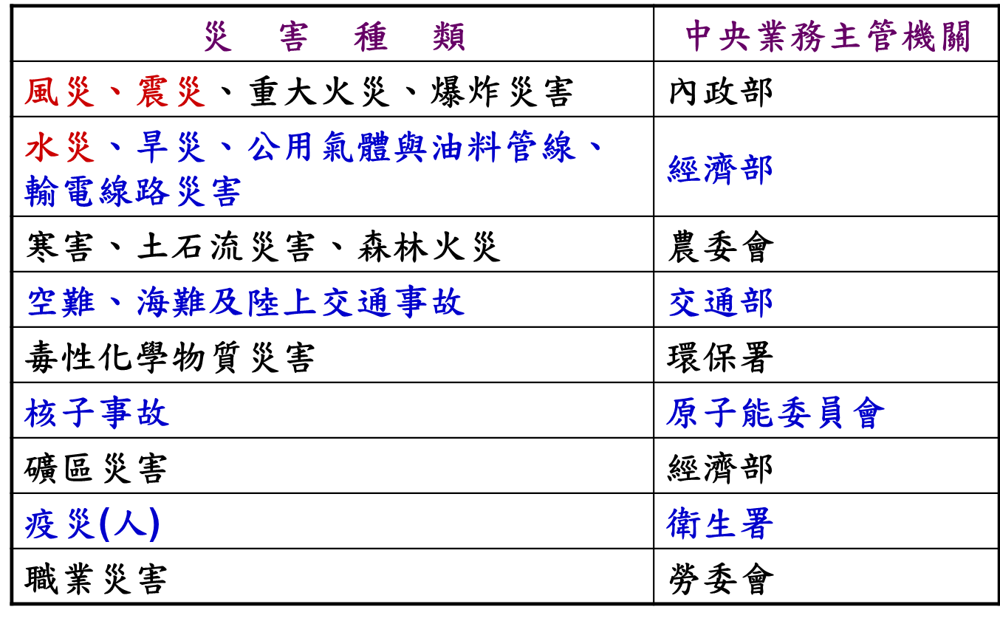 災害種類 中央業務主管機關
風災、震災、重大火災、爆炸災害 內政部
水災、旱災、公用氣體與油料管線、
輸電線路災害 經濟部
寒害、土石流災害、森林火災 農委會
空難、海難及陸上交通事故 交通部
毒性化學物質災害 環保署
核子事故 原子能委員會
礦區災害 經濟部
疫災(人) 衛生署
職業災害 勞委會